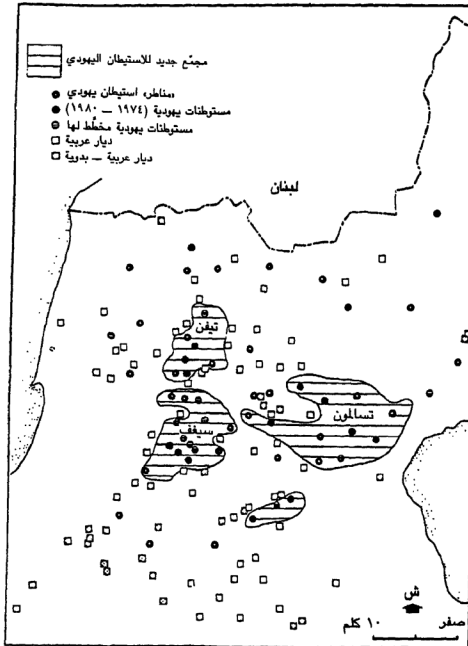 مجمّع جديد للاستيطان اليهودي
مناطر، استيطان يهودي
مستوطنات يهودية (١٩٧٤ – ١٩٨٠)
مستوطنات يهودية مخطّط لها
ديار عربية
ديار عربية – بدوية
لبنان
تيفن
تسالمون
سيغف
ش
صفر ١٠ كلم